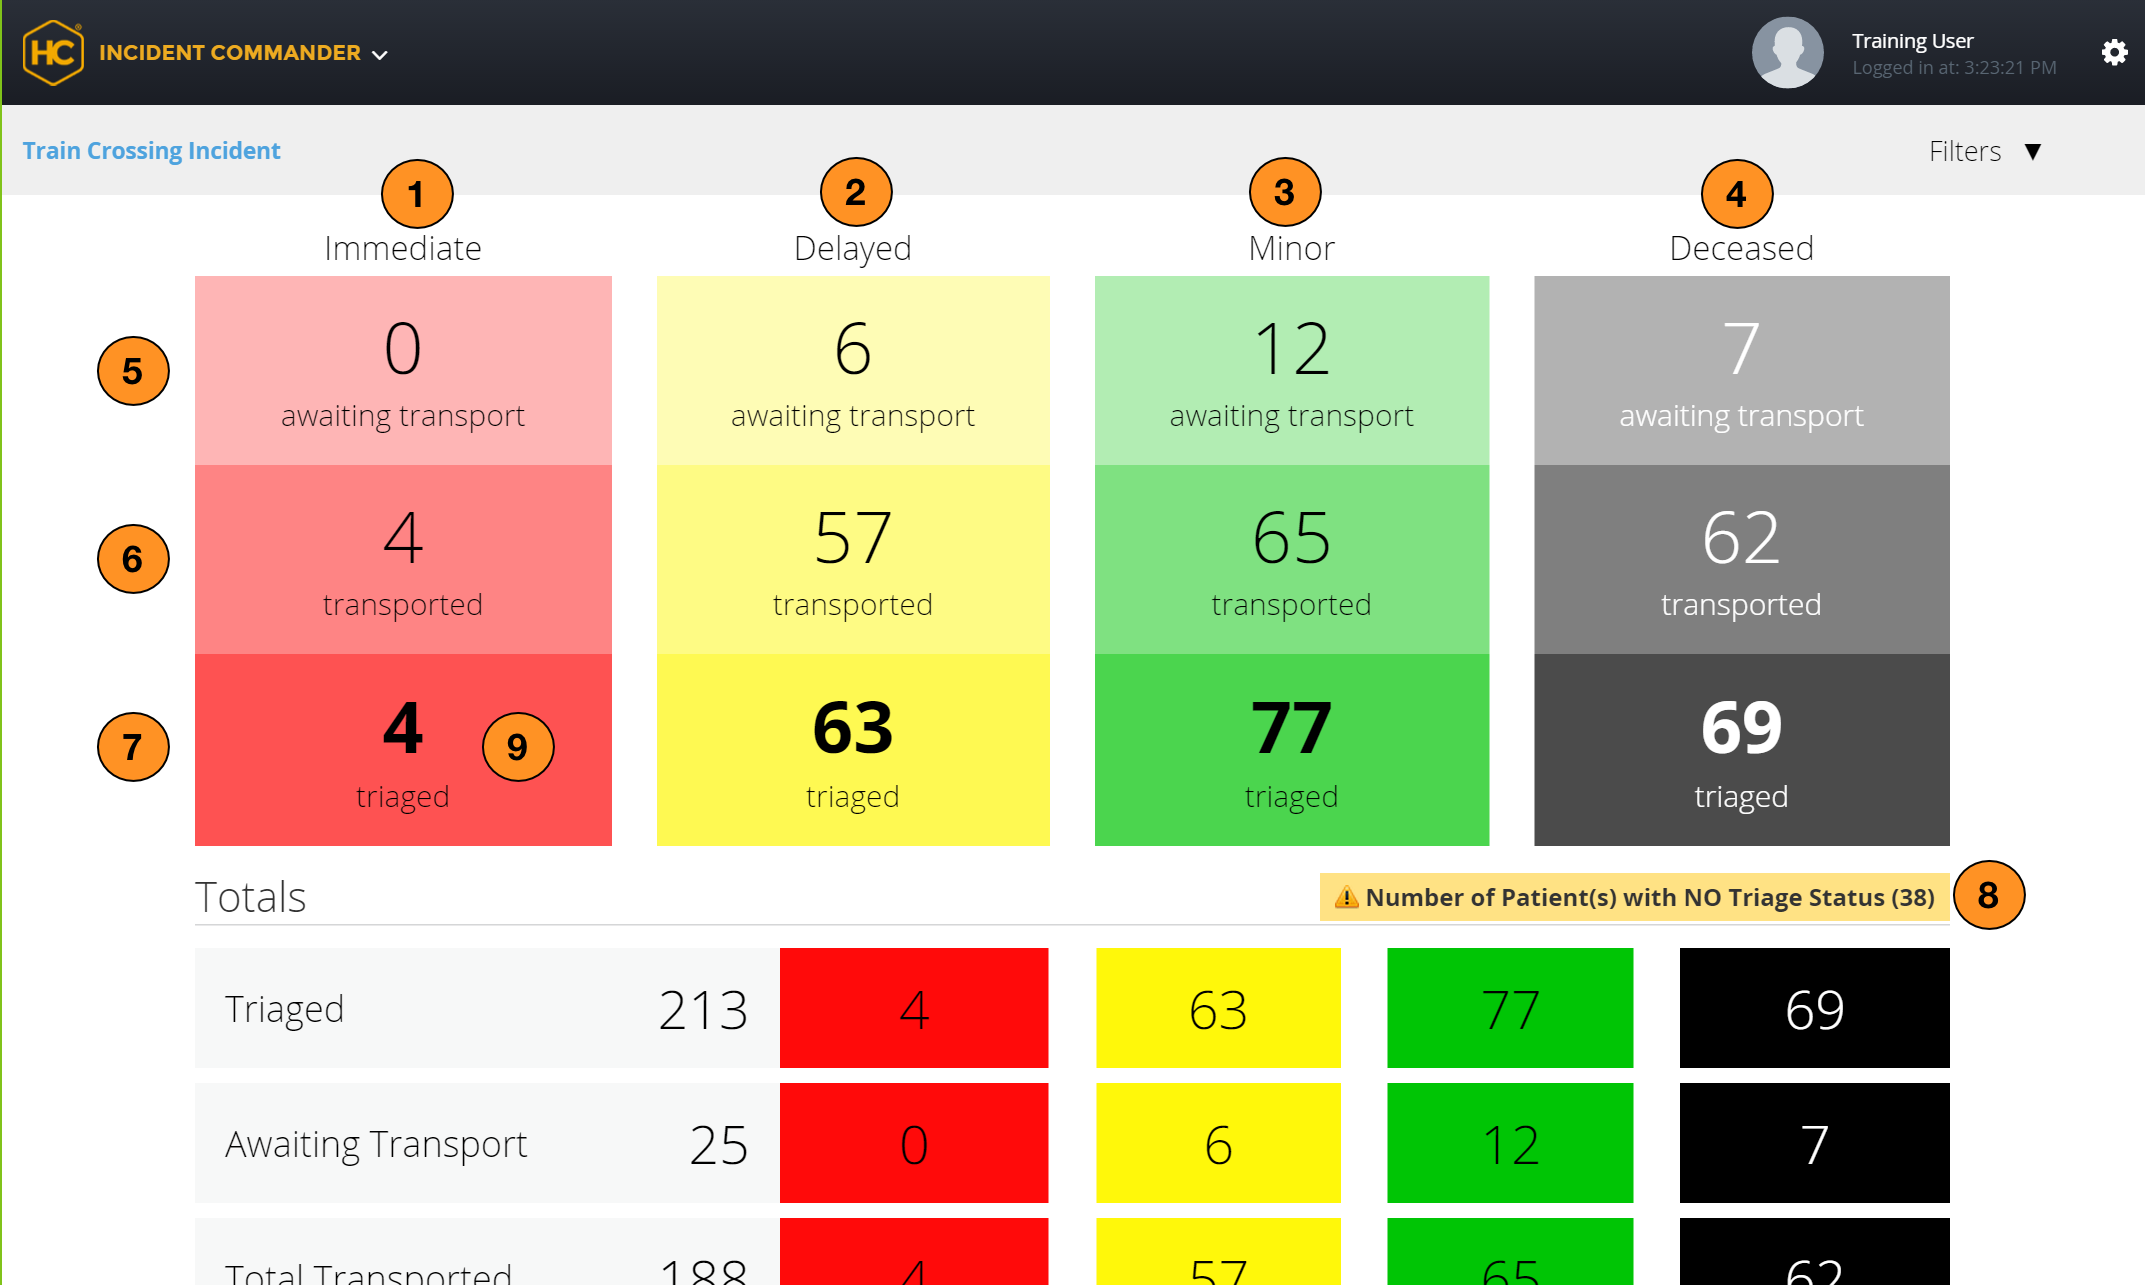 HC®
INCIDENT COMMANDER
Training User
Logged in at: 3:23:21 PM
Train Crossing Incident
Filters ▼
1 2 3 4
Immediate Delayed Minor Deceased
5 0 6 12 7
awaiting transport awaiting transport awaiting transport awaiting transport
6 4 57 65 62
transported transported transported transported
7 4 9 63 77 69
triaged triaged triaged triaged
Totals
Number of Patient(s) with NO Triage Status (38) 8
Triaged 213 4 63 77 69
Awaiting Transport 25 0 6 12 7
Total Transported 188 4 57 65 62